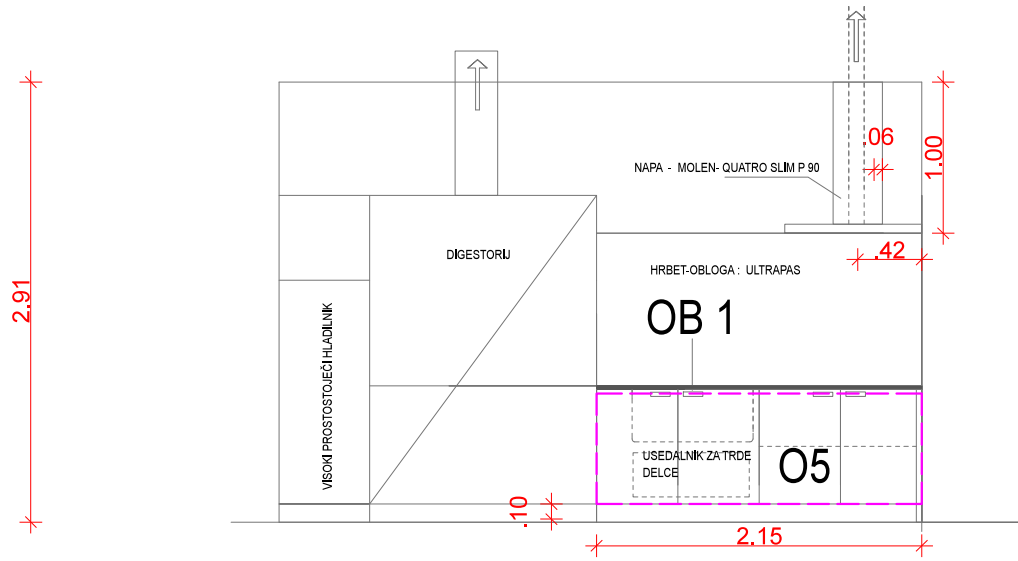 .06
1.00
NAPA - MOLEN- QUATRO SLIM P 90
DIGESTORIJ
.42
HRBET-OBLOGA : ULTRAPAS
2.91
OB 1
VISOKI PROSTOSTOJEČI HLADILNIK
USEDALNIK ZA TRDE
DELCE
O5
.10
2.15